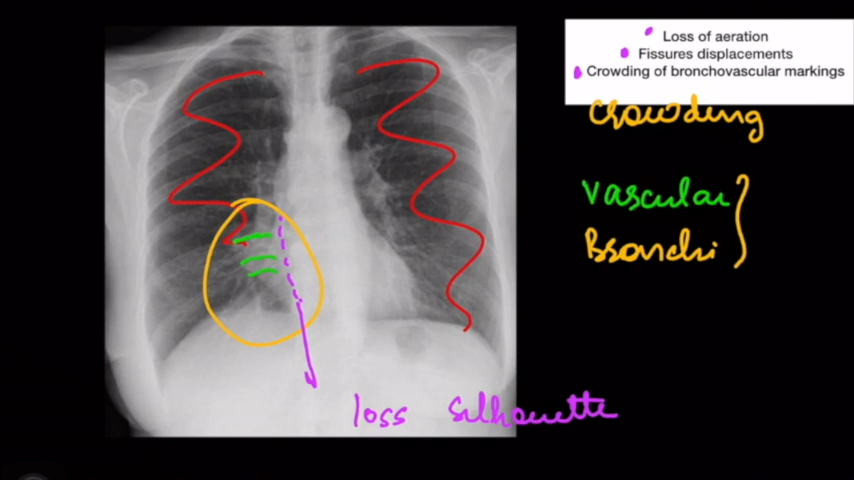 Loss of aeration
Fissures displacements
Crowding of bronchovascular markings
Crowding
Vascular
Bronchi
loss silhouette